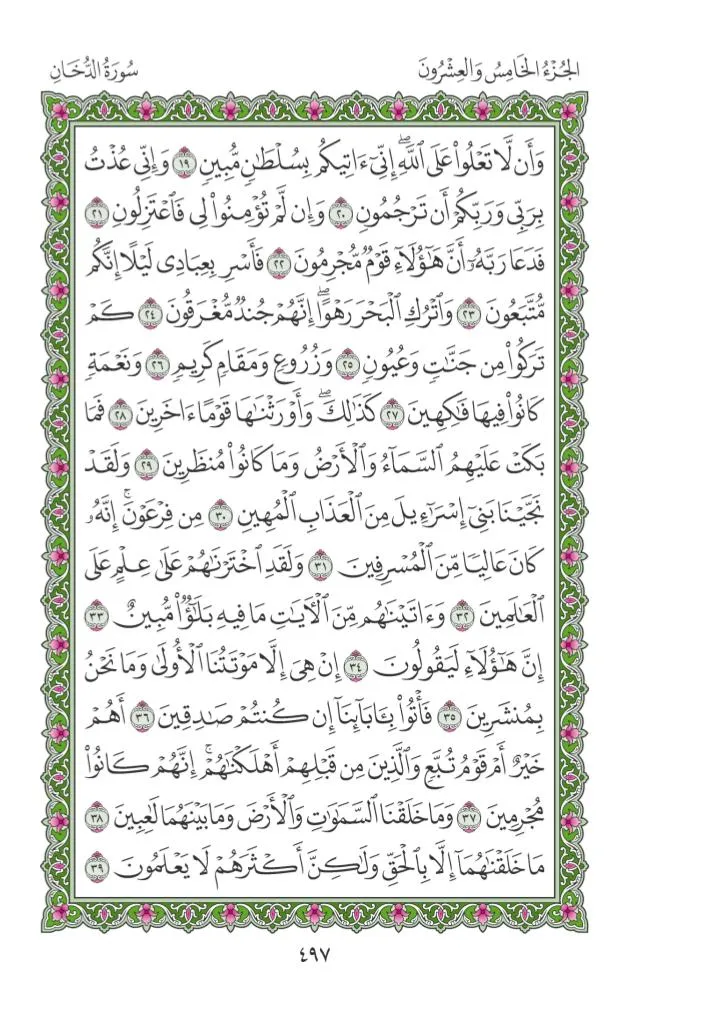 الجُزْءُ الخَامِسُ وَالعِشْرُونَ
سُورَةُ الدُّخَانِ
وَأَن لَّا تَعۡلُواْ عَلَى ٱللَّهِۖ إِنِّيٓ ءَاتِيكُم بِسُلۡطَٰنٖ مُّبِينٖ ١٩ وَإِنِّي عُذۡتُ
بِرَبِّي وَرَبِّكُمۡ أَن تَرۡجُمُونِ ٢٠ وَإِن لَّمۡ تُؤۡمِنُواْ لِي فَٱعۡتَزِلُونِ ٢١
فَدَعَا رَبَّهُۥٓ أَنَّ هَٰٓؤُلَآءِ قَوۡمٞ مُّجۡرِمُونَ ٢٢ فَأَسۡرِ بِعِبَادِي لَيۡلًا إِنَّكُم
مُّتَّبَعُونَ ٢٣ وَٱتۡرُكِ ٱلۡبَحۡرَ رَهۡوًاۖ إِنَّهُمۡ جُندٞ مُّغۡرَقُونَ ٢٤ كَمۡ
تَرَكُواْ مِن جَنَّٰتٖ وَعُيُونٖ ٢٥ وَزُرُوعٖ وَمَقَامٖ كَرِيمٖ ٢٦ وَنَعۡمَةٖ
كَانُواْ فِيهَا فَٰكِهِينَ ٢٧ كَذَٰلِكَۖ وَأَوۡرَثۡنَٰهَا قَوۡمًا ءَاخَرِينَ ٢٨ فَمَا
بَكَتۡ عَلَيۡهِمُ ٱلسَّمَآءُ وَٱلۡأَرۡضُ وَمَا كَانُواْ مُنظَرِينَ ٢٩ وَلَقَدۡ
نَجَّيۡنَا بَنِيٓ إِسۡرَٰٓءِيلَ مِنَ ٱلۡعَذَابِ ٱلۡمُهِينِ ٣٠ مِن فِرۡعَوۡنَۚ إِنَّهُۥ
كَانَ عَالِيٗا مِّنَ ٱلۡمُسۡرِفِينَ ٣١ وَلَقَدِ ٱخۡتَرۡنَٰهُمۡ عَلَىٰ عِلۡمٍ عَلَى
ٱلۡعَٰلَمِينَ ٣٢ وَءَاتَيۡنَٰهُم مِّنَ ٱلۡأٓيَٰتِ مَا فِيهِ بَلَٰٓؤٞاْ مُّبِينٌ ٣٣
إِنَّ هَٰٓؤُلَآءِ لَيَقُولُونَ ٣٤ إِنۡ هِيَ إِلَّا مَوۡتَتُنَا ٱلۡأُولَىٰ وَمَا نَحۡنُ
بِمُنشَرِينَ ٣٥ فَأۡتُواْ بِـَٔابَآئِنَآ إِن كُنتُمۡ صَٰدِقِينَ ٣٦ أَهُمۡ
خَيۡرٌ أَمۡ قَوۡمُ تُبَّعٖ وَٱلَّذِينَ مِن قَبۡلِهِمۡ أَهۡلَكۡنَٰهُمۡۚ إِنَّهُمۡ كَانُواْ
مُجۡرِمِينَ ٣٧ وَمَا خَلَقۡنَا ٱلسَّمَٰوَٰتِ وَٱلۡأَرۡضَ وَمَا بَيۡنَهُمَا لَٰعِبِينَ ٣٨
مَا خَلَقۡنَٰهُمَآ إِلَّا بِٱلۡحَقِّ وَلَٰكِنَّ أَكۡثَرَهُمۡ لَا يَعۡلَمُونَ ٣٩
٤٩٧